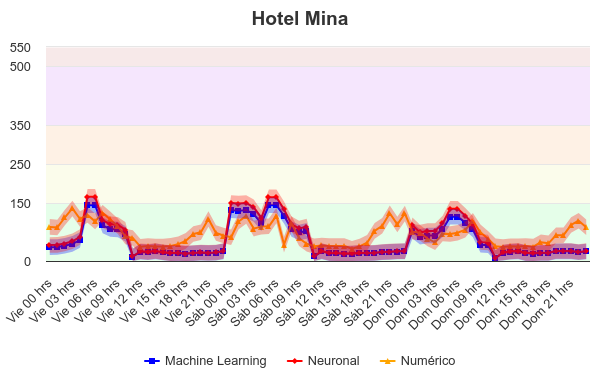 Hotel Mina
550
500
350
250
150
0
Vie 00 hrs
Vie 03 hrs
Vie 06 hrs
Vie 09 hrs
Vie 12 hrs
Vie 15 hrs
Vie 18 hrs
Vie 21 hrs
Sáb 00 hrs
Sáb 03 hrs
Sáb 06 hrs
Sáb 09 hrs
Sáb 12 hrs
Sáb 15 hrs
Sáb 18 hrs
Sáb 21 hrs
Dom 00 hrs
Dom 03 hrs
Dom 06 hrs
Dom 09 hrs
Dom 12 hrs
Dom 15 hrs
Dom 18 hrs
Dom 21 hrs
Machine Learning
Neuronal
Numérico